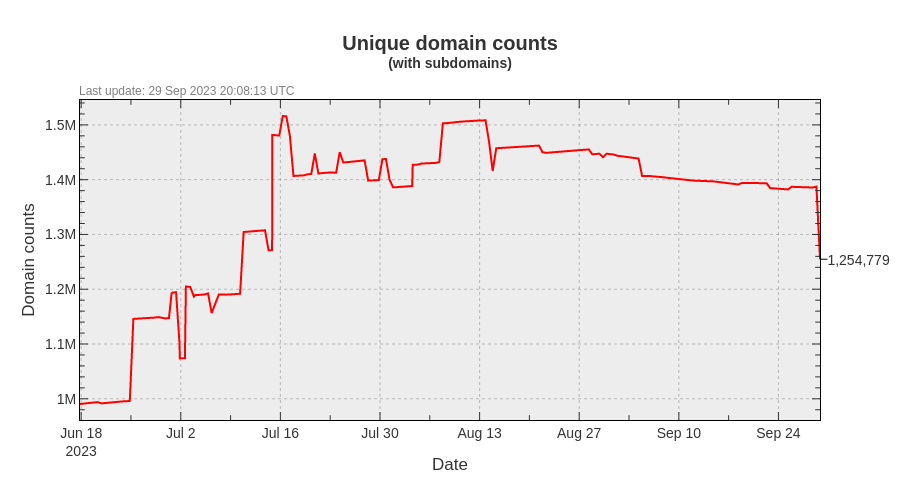 Unique domain counts
(with subdomains)
Last update: 29 Sep 2023 20:08:13 UTC
1.5M
1.4M
1.3M
1.2M
1.1M
1M
Domain counts
1,254,779
Jun 18 Jul 2 Jul 16 Jul 30 Aug 13 Aug 27 Sep 10 Sep 24
2023
Date